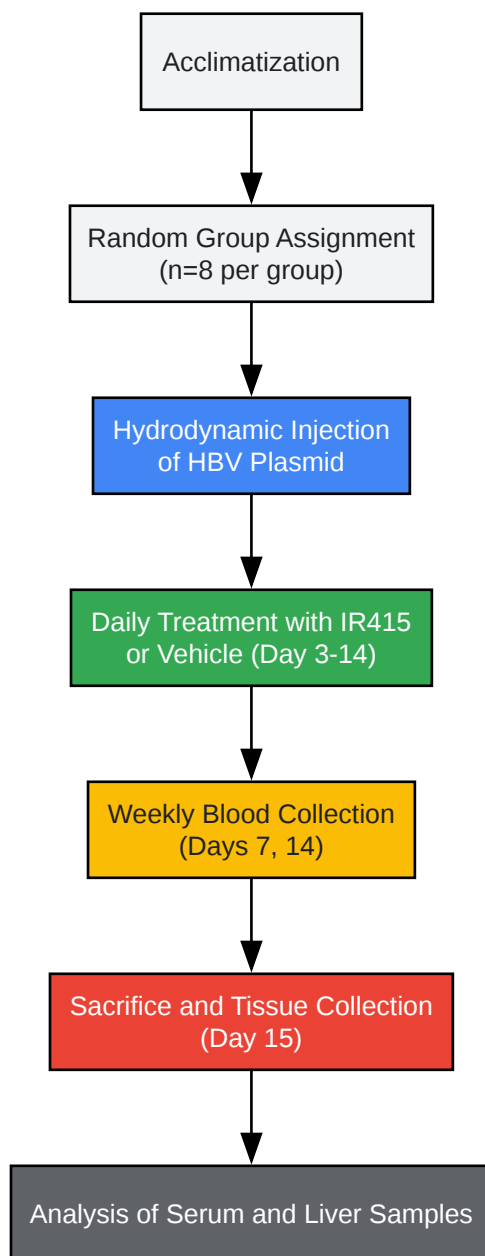 Acclimatization
Random Group Assignment
(n=8 per group)
Hydrodynamic Injection
of HBV Plasmid
Daily Treatment with IR415
or Vehicle (Day 3-14)
Weekly Blood Collection
(Days 7, 14)
Sacrifice and Tissue Collection
(Day 15)
Analysis of Serum and Liver Samples